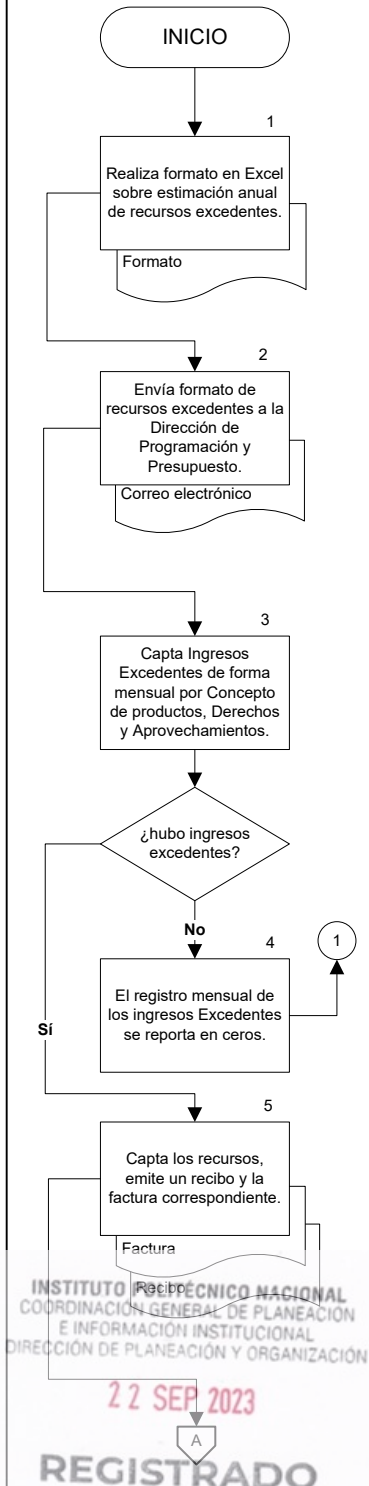 INICIO
1
Realiza formato en Excel
sobre estimación anual
de recursos excedentes.
Formato
2
Envía formato de
recursos excedentes a la
Dirección de
Programación y
Presupuesto.
Correo electrónico
3
Capta Ingresos
Excedentes de forma
mensual por Concepto
de productos, Derechos
y Aprovechamientos.
¿hubo ingresos
excedentes?
No
4
1
El registro mensual de
los ingresos Excedentes
se reporta en ceros.
Sí
5
Capta los recursos,
emite un recibo y la
factura correspondiente.
Factura
Recibo
INSTITUTO POLITÉCNICO NACIONAL
COORDINACIÓN GENERAL DE PLANEACIÓN
E INFORMACIÓN INSTITUCIONAL
DIRECCIÓN DE PLANEACIÓN Y ORGANIZACIÓN
22 SEP 2023
A
REGISTRADO